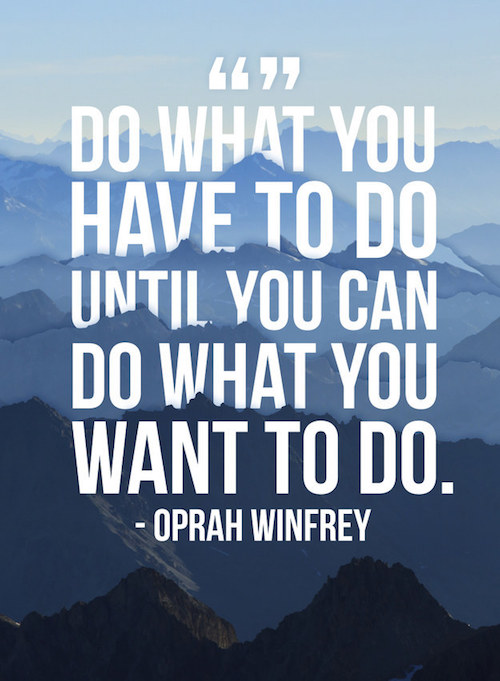 “”
DO WHAT YOU
HAVE TO DO
UNTIL YOU CAN
DO WHAT YOU
WANT TO DO.
- OPRAH WINFREY